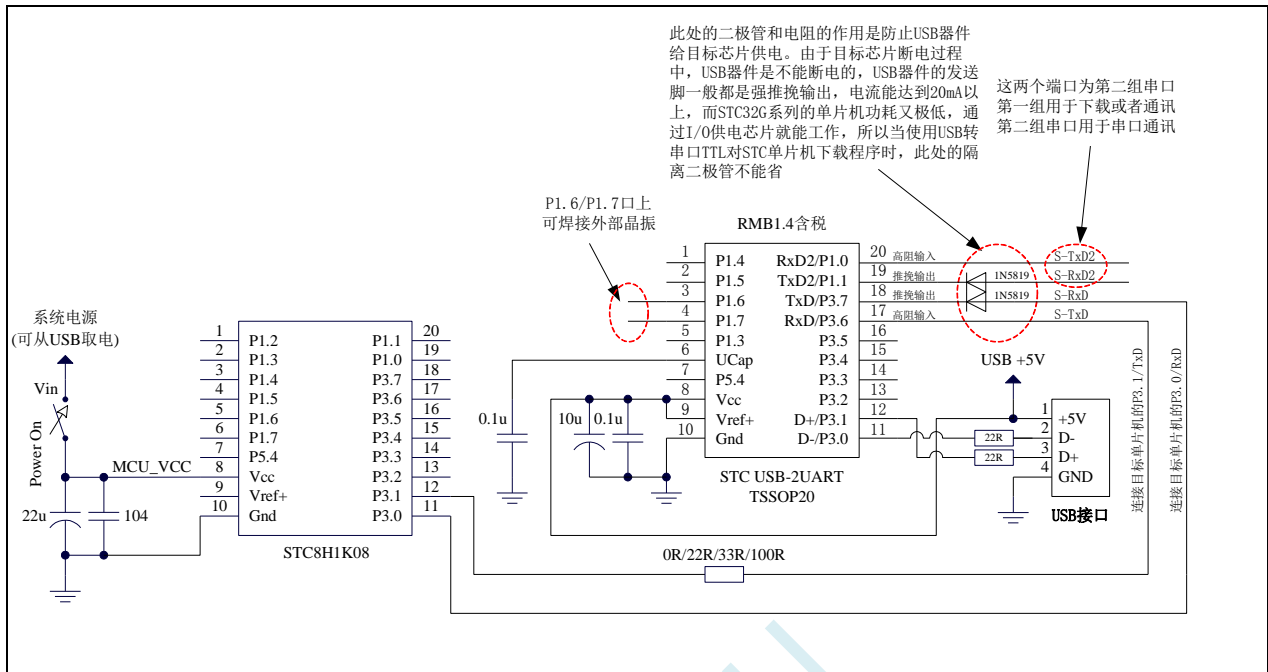 此处的二极管和电阻的作用是防止USB器件
给目标芯片供电。由于目标芯片断电过程
中，USB器件是不能断电的，USB器件的发送
脚一般都是强推挽输出，电流能达到20mA以
上，而STC32G系列的单片机功耗又极低，通
过I/O供电芯片就能工作，所以当使用USB转
串口TTL对STC单片机下载程序时，此处的隔
离二极管不能省
这两个端口为第二组串口
第一组用于下载或者通讯
第二组串口用于串口通讯
P1.6/P1.7口上
可焊接外部晶振
RMB1.4含税
1 P1.4 RxD2/P1.0 20 高阻输入 S-TxD2
2 P1.5 TxD2/P1.1 19 推挽输出 1N5819 S-RxD2
3 P1.6 TxD/P3.7 18 推挽输出 1N5819 S-RxD
4 P1.7 RxD/P3.6 17 高阻输入 S-TxD
5 P1.3 P3.5 16
6 UCap P3.4 15
7 P5.4 P3.3 14
8 Vcc P3.2 13
9 Vref+ D+/P3.1 12
10 Gnd D-/P3.0 11
STC USB-2UART
TSSOP20
0.1u
10u
0.1u
22R
22R
USB +5V
1 +5V
2 D-
3 D+
4 GND
USB接口
连接目标单片机的P3.1/TxD
连接目标单片机的P3.0/RxD
系统电源
(可从USB取电)
Vin
Power On
MCU_VCC
22u
104
1 P1.2 P1.1 20
2 P1.3 P1.0 19
3 P1.4 P3.7 18
4 P1.5 P3.6 17
5 P1.6 P3.5 16
6 P1.7 P3.4 15
7 P5.4 P3.3 14
8 Vcc P3.2 13
9 Vref+ P3.1 12
10 Gnd P3.0 11
STC8H1K08
0R/22R/33R/100R